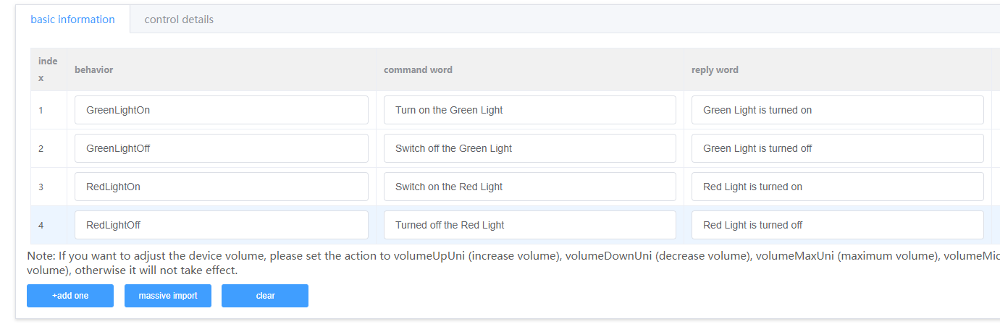 basic information control details
inde
x behavior command word reply word
1 GreenLightOn Turn on the Green Light Green Light is turned on
2 GreenLightOff Switch off the Green Light Green Light is turned off
3 RedLightOn Switch on the Red Light Red Light is turned on
4 RedLightOff Turned off the Red Light Red Light is turned off
Note: If you want to adjust the device volume, please set the action to volumeUpUni (increase volume), volumeDownUni (decrease volume), volumeMaxUni (maximum volume), volumeMid
volume), otherwise it will not take effect.
+add one massive import clear